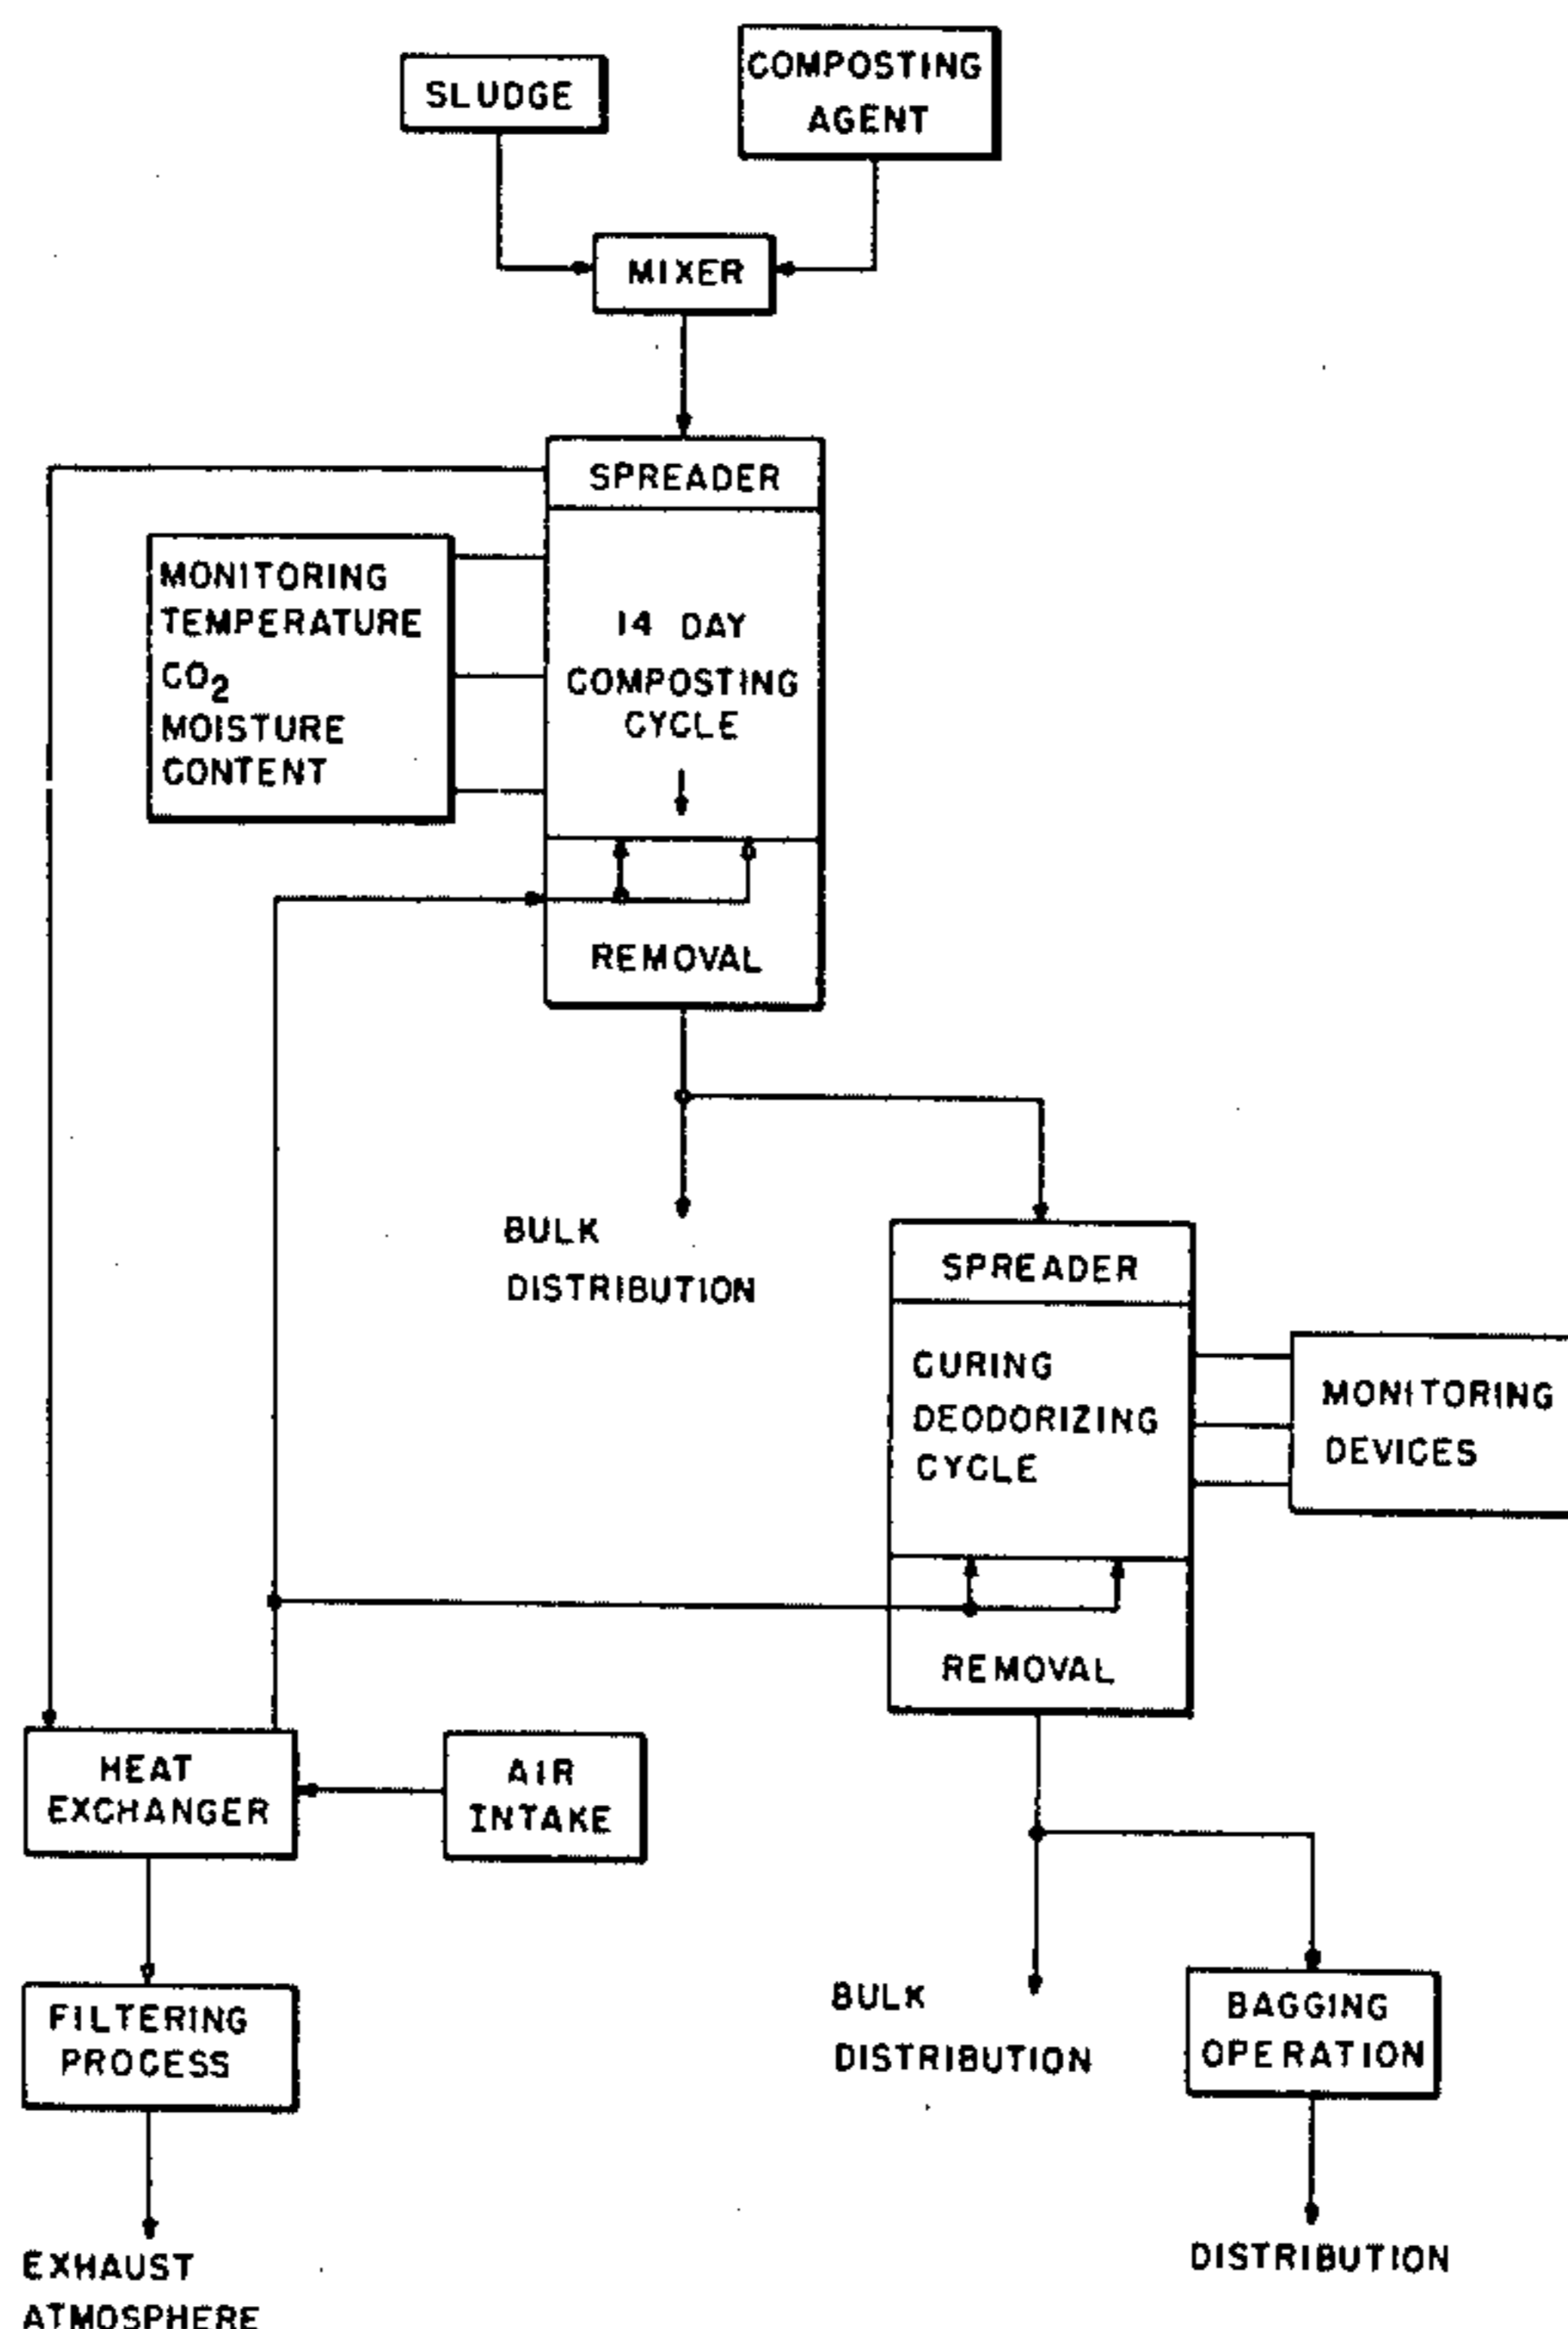 SLUDGE
COMPOSTING
AGENT
MIXER
SPREADER
MONITORING
TEMPERATURE
CO2
MOISTURE
CONTENT
14 DAY
COMPOSTING
CYCLE
REMOVAL
BULK
DISTRIBUTION
SPREADER
CURING
DEODORIZING
CYCLE
MONITORING
DEVICES
REMOVAL
HEAT
EXCHANGER
AIR
INTAKE
FILTERING
PROCESS
BULK
DISTRIBUTION
BAGGING
OPERATION
EXHAUST
ATMOSPHERE
DISTRIBUTION